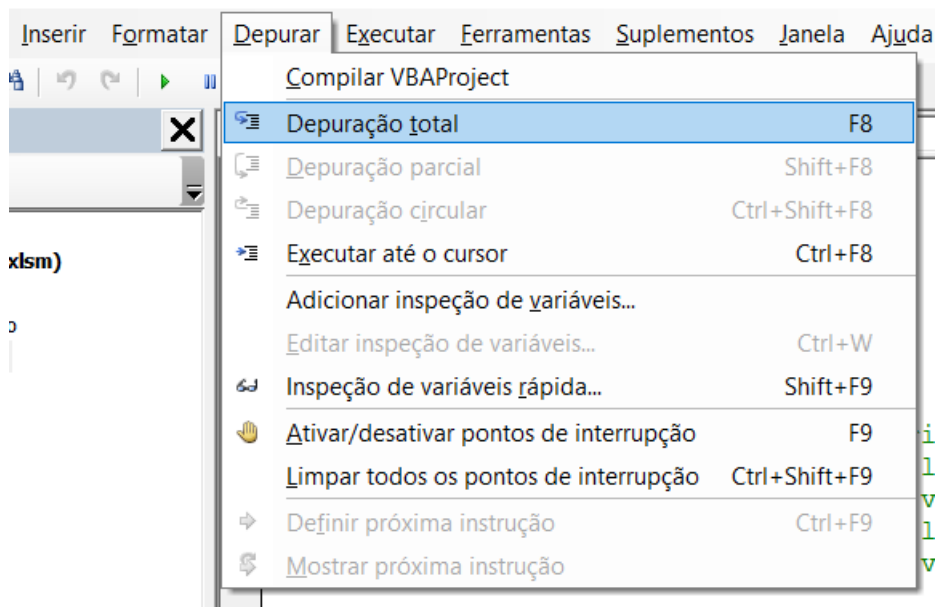 Inserir Formatar Depurar Executar Ferramentas Suplementos Janela Ajuda
Compilar VBAProject
Depuração total F8
Depuração parcial Shift+F8
Depuração circular Ctrl+Shift+F8
Executar até o cursor Ctrl+F8
xlsm)
Adicionar inspeção de variáveis...
o
Editar inspeção de variáveis... Ctrl+W
Inspeção de variáveis rápida... Shift+F9
Ativar/desativar pontos de interrupção F9
Limpar todos os pontos de interrupção Ctrl+Shift+F9
Definir próxima instrução Ctrl+F9
Mostrar próxima instrução